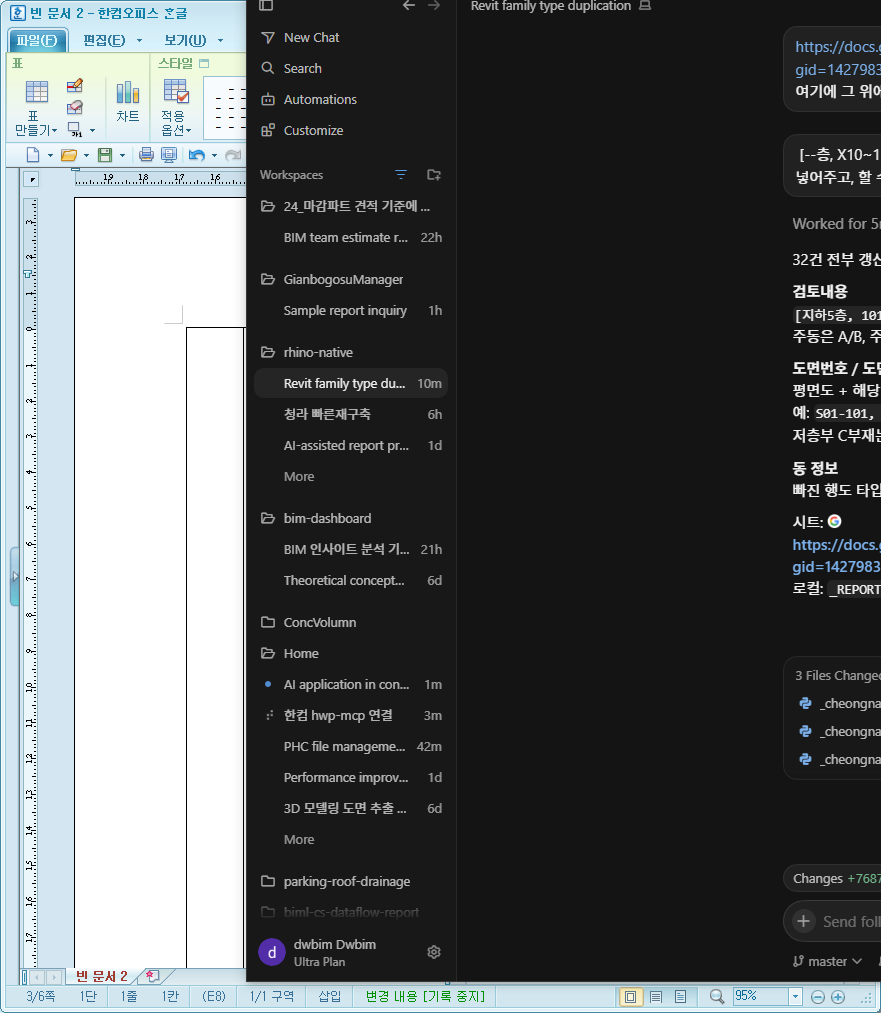 빈 문서 2 - 한컴오피스 흔글
파일(F)
편집(E)
보기(U)
표
스타일
표
만들기
가1
차트
적용
옵션
19 18 17 16
빈 문서 2
3/6쪽
1단
1줄
1칸
(E8)
1/1 구역
삽입
변경 내용 [기록 중지]
95%
New Chat
Search
Automations
Customize
Workspaces
24_마감파트 견적 기준에 ...
BIM team estimate r... 22h
GianbogosuManager
Sample report inquiry 1h
rhino-native
Revit family type du... 10m
청라 빠른재구축 6h
AI-assisted report pr... 1d
More
bim-dashboard
BIM 인사이트 분석 기... 21h
Theoretical concept... 6d
ConcVolumn
Home
AI application in con... 1m
한컴 hwp-mcp 연결 3m
PHC file manageme... 42m
Performance improv... 1d
3D 모델링 도면 추출 ... 6d
More
parking-roof-drainage
biml-cs-dataflow-report
d
dwbim Dwbim
Ultra Plan
Revit family type duplication
https://docs.g
gid=1427983
여기에 그 위에
[--층, X10~1
넣어주고, 할 수
Worked for 5
32건 전부 갱신
검토내용
[지하5층, 101
주동은 A/B, 주
도면번호 / 도면
평면도 + 해당
예: S01-101,
저층부 C부재는
동 정보
빠진 행도 타입
시트:
https://docs.g
gid=1427983
로컬: _REPORT
3 Files Changed
_cheongna
_cheongna
_cheongna
Changes +7687
Send foll
master